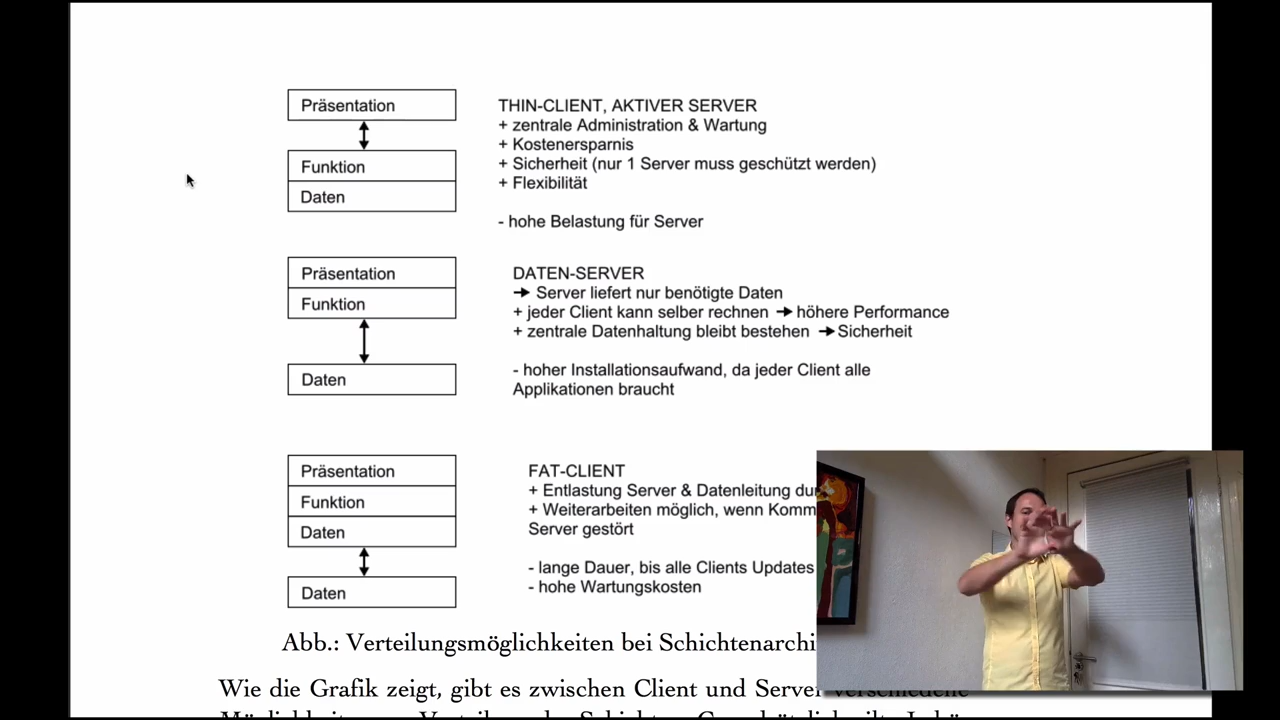 Präsentation
Funktion
Daten
THIN-CLIENT, AKTIVER SERVER
+ zentrale Administration & Wartung
+ Kostenersparnis
+ Sicherheit (nur 1 Server muss geschützt werden)
+ Flexibilität
- hohe Belastung für Server
Präsentation
Funktion
Daten
DATEN-SERVER
➔ Server liefert nur benötigte Daten
+ jeder Client kann selber rechnen ➔ höhere Performance
+ zentrale Datenhaltung bleibt bestehen ➔ Sicherheit
- hoher Installationsaufwand, da jeder Client alle
Applikationen braucht
Präsentation
Funktion
Daten
Daten
FAT-CLIENT
+ Entlastung Server & Datenleitung
+ Weiterarbeiten möglich, wenn
Server gestört
- lange Dauer, bis alle Clients Updates
- hohe Wartungskosten
Abb.: Verteilungsmöglichkeiten bei
Wie die Grafik zeigt, gibt es zwischen Client und Server